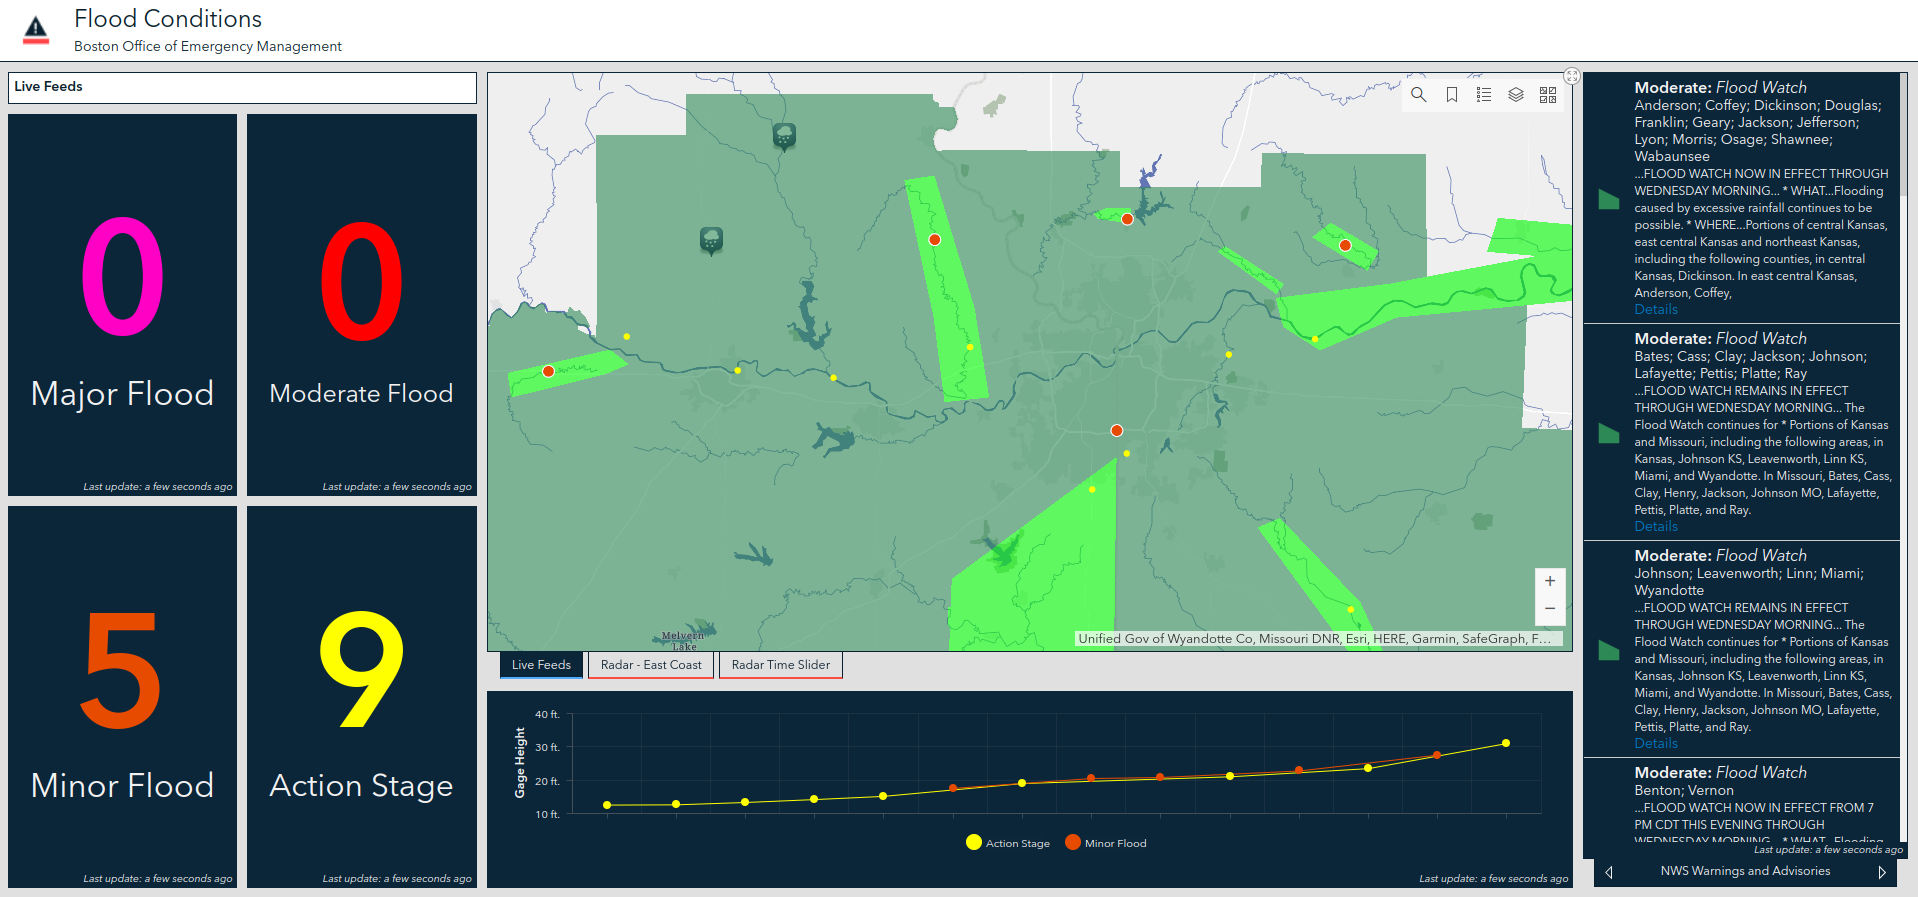 Flood Conditions
Boston Office of Emergency Management
Live Feeds
0
Major Flood
Last update: a few seconds ago
0
Moderate Flood
Last update: a few seconds ago
5
Minor Flood
Last update: a few seconds ago
9
Action Stage
Last update: a few seconds ago
Melvern
Lake
+
−
Unified Gov of Wyandotte Co, Missouri DNR, Esri, HERE, Garmin, SafeGraph, F...
Live Feeds
Radar - East Coast
Radar Time Slider
Gage Height
40 ft.
30 ft.
20 ft.
10 ft.
Action Stage
Minor Flood
Last update: a few seconds ago
Moderate: Flood Watch
Anderson; Coffey; Dickinson; Douglas;
Franklin; Geary; Jackson; Jefferson;
Lyon; Morris; Osage; Shawnee;
Wabaunsee
...FLOOD WATCH NOW IN EFFECT THROUGH
WEDNESDAY MORNING... * WHAT...Flooding
caused by excessive rainfall continues to be
possible. * WHERE...Portions of central Kansas,
east central Kansas and northeast Kansas,
including the following counties, in central
Kansas, Dickinson. In east central Kansas,
Anderson, Coffey,
Details
Moderate: Flood Watch
Bates; Cass; Clay; Jackson; Johnson;
Lafayette; Pettis; Platte; Ray
...FLOOD WATCH REMAINS IN EFFECT
THROUGH WEDNESDAY MORNING... The
Flood Watch continues for * Portions of Kansas
and Missouri, including the following areas, in
Kansas, Johnson KS, Leavenworth, Linn KS,
Miami, and Wyandotte. In Missouri, Bates, Cass,
Clay, Henry, Jackson, Johnson MO, Lafayette,
Pettis, Platte, and Ray.
Details
Moderate: Flood Watch
Johnson; Leavenworth; Linn; Miami;
Wyandotte
...FLOOD WATCH REMAINS IN EFFECT
THROUGH WEDNESDAY MORNING... The
Flood Watch continues for * Portions of Kansas
and Missouri, including the following areas, in
Kansas, Johnson KS, Leavenworth, Linn KS,
Miami, and Wyandotte. In Missouri, Bates, Cass,
Clay, Henry, Jackson, Johnson MO, Lafayette,
Pettis, Platte, and Ray.
Details
Moderate: Flood Watch
Benton; Vernon
...FLOOD WATCH NOW IN EFFECT FROM 7
PM CDT THIS EVENING THROUGH
WEDNESDAY MORNING... * WHAT...Flooding
Last update: a few seconds ago
NWS Warnings and Advisories